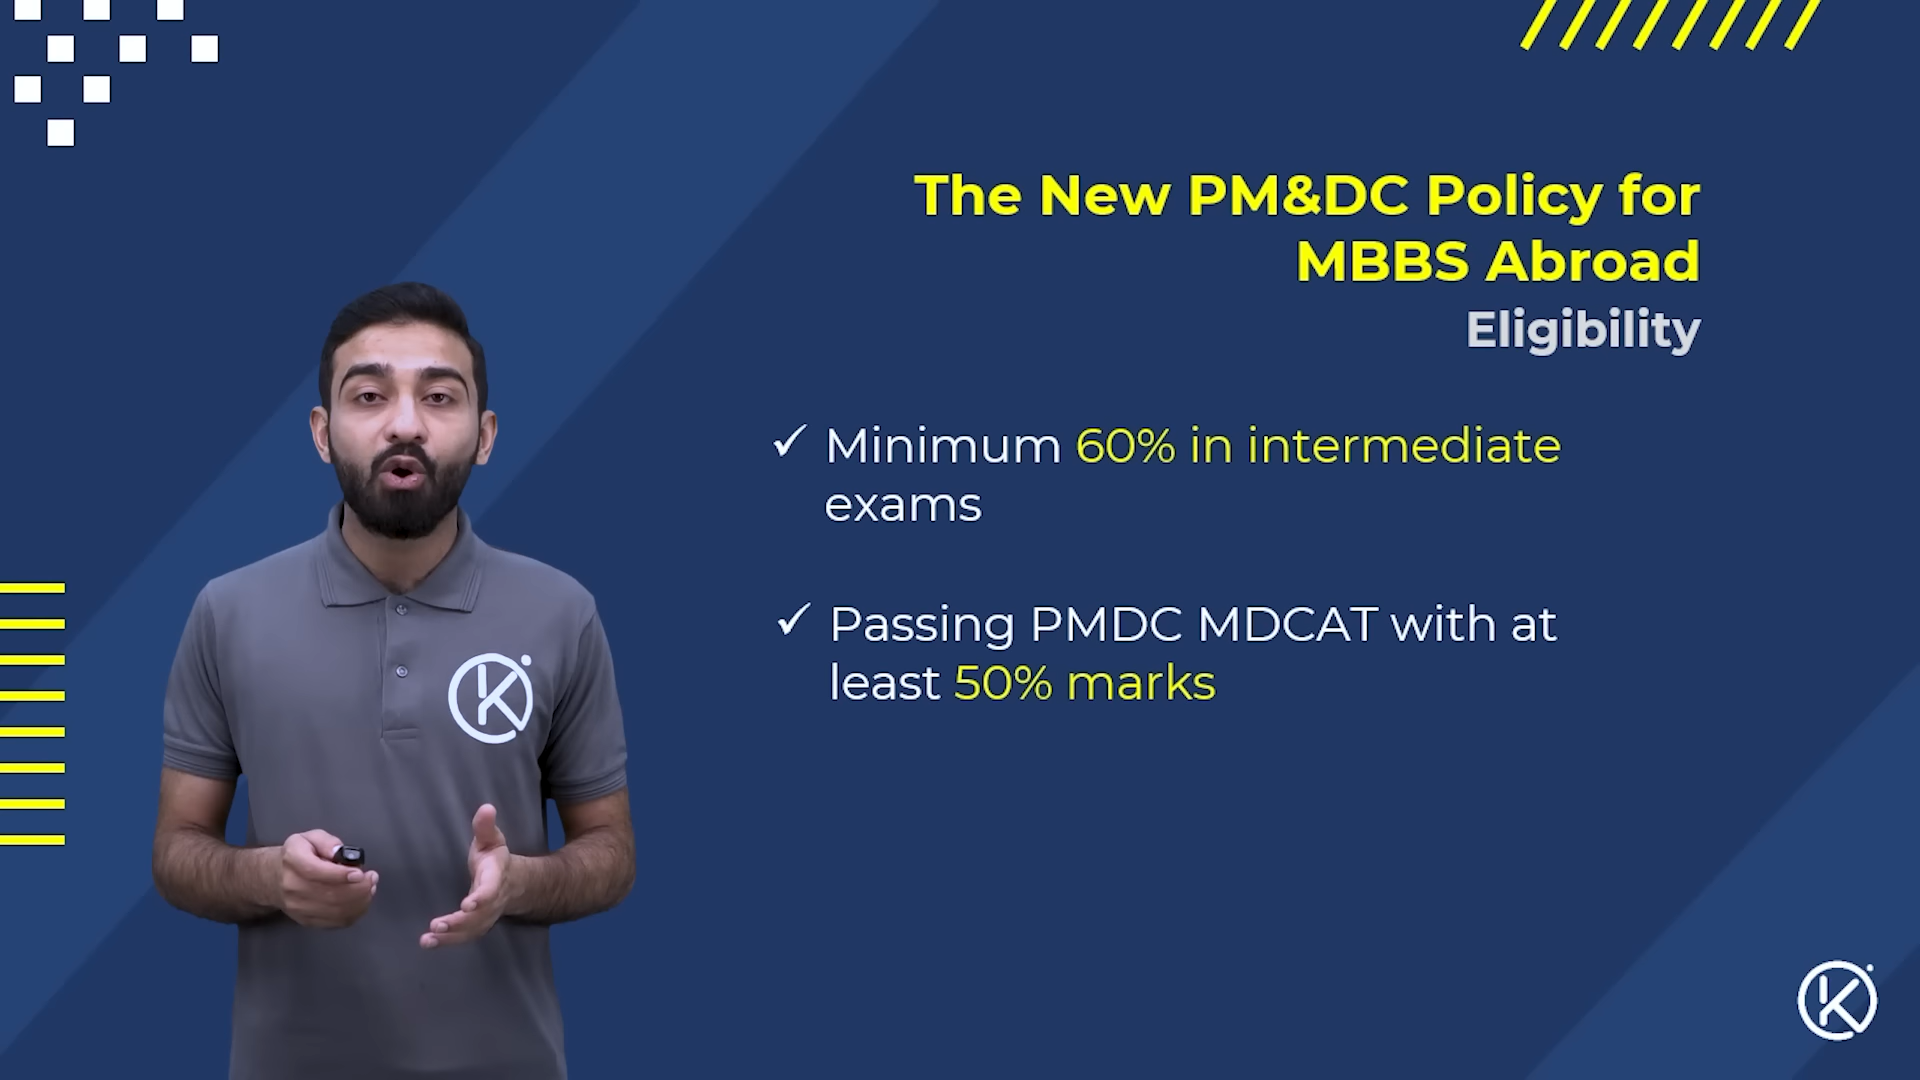 The New PM&DC Policy for
MBBS Abroad
Eligibility
✓ Minimum 60% in intermediate
exams
✓ Passing PMDC MDCAT with at
least 50% marks